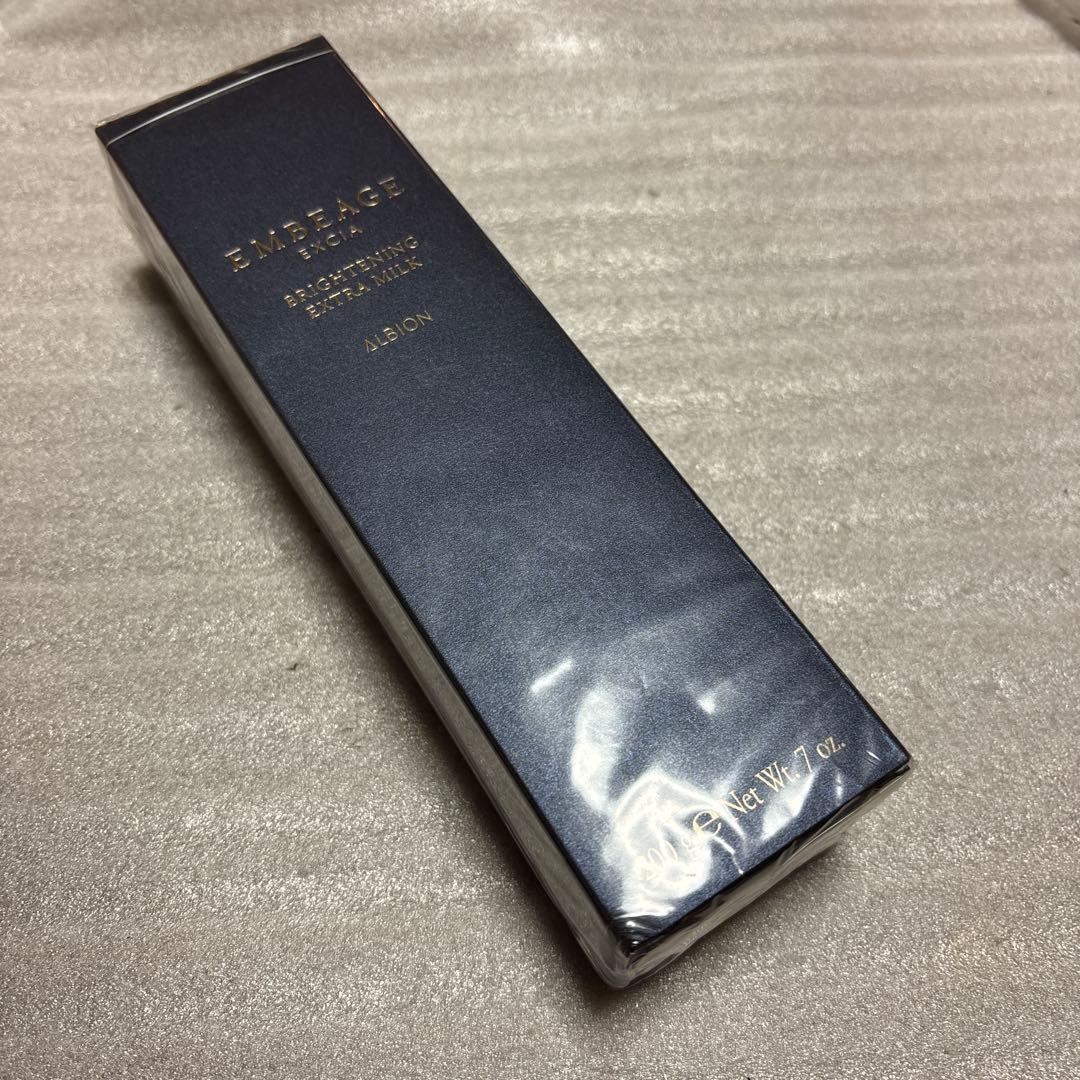 EMBEAGE
EXCIA
BRIGHTENING
EXTRA MILK
ALBION
200 g ℮ Net Wt. 7 oz.